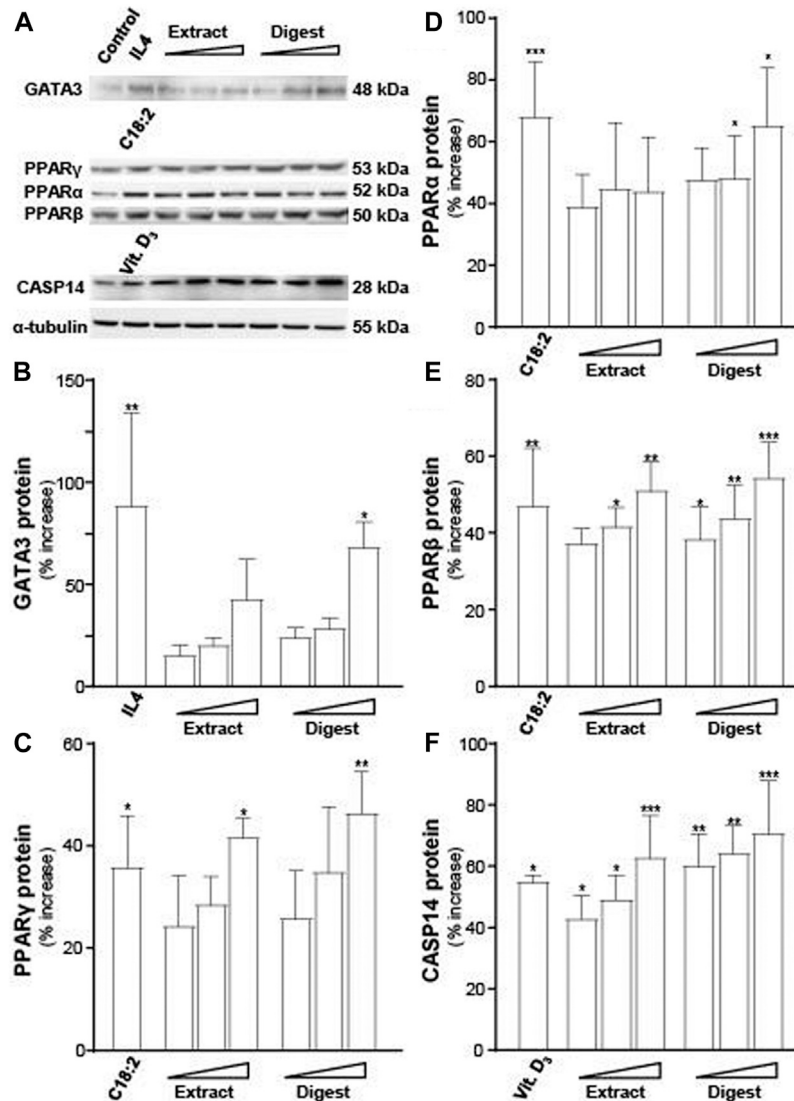 A
Control
IL4
Extract
Digest
GATA3
48 kDa
C18:2
PPARγ
53 kDa
PPARα
52 kDa
PPARβ
50 kDa
Vit. D3
CASP14
28 kDa
α-tubulin
55 kDa
B
GATA3 protein
(% increase)
150
100
50
0
**
*
IL4
Extract
Digest
C
PPARγ protein
(% increase)
60
40
20
0
*
*
**
C18:2
Extract
Digest
D
PPARα protein
(% increase)
100
80
60
40
20
0
***
*
*
C18:2
Extract
Digest
E
PPARβ protein
(% increase)
80
60
40
20
0
**
*
**
*
**
***
C18:2
Extract
Digest
F
CASP14 protein
(% increase)
100
80
60
40
20
0
*
*
*
***
**
**
***
Vit. D3
Extract
Digest